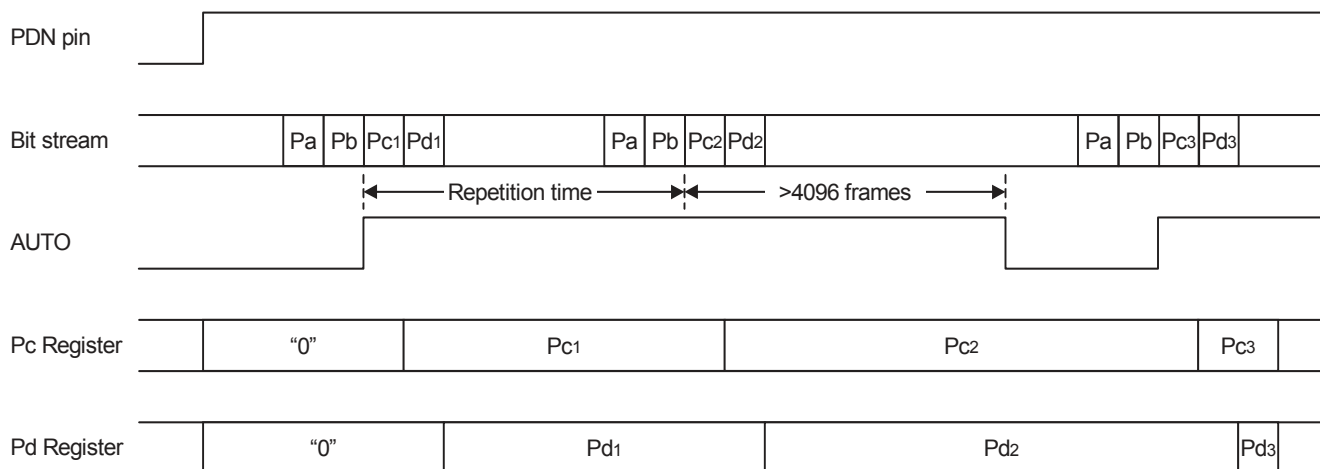 PDN pin
Bit stream Pa Pb Pc1 Pd1 Pa Pb Pc2 Pd2 Pa Pb Pc3 Pd3
Repetition time >4096 frames
AUTO
Pc Register “0” Pc1 Pc2 Pc3
Pd Register “0” Pd1 Pd2 Pd3